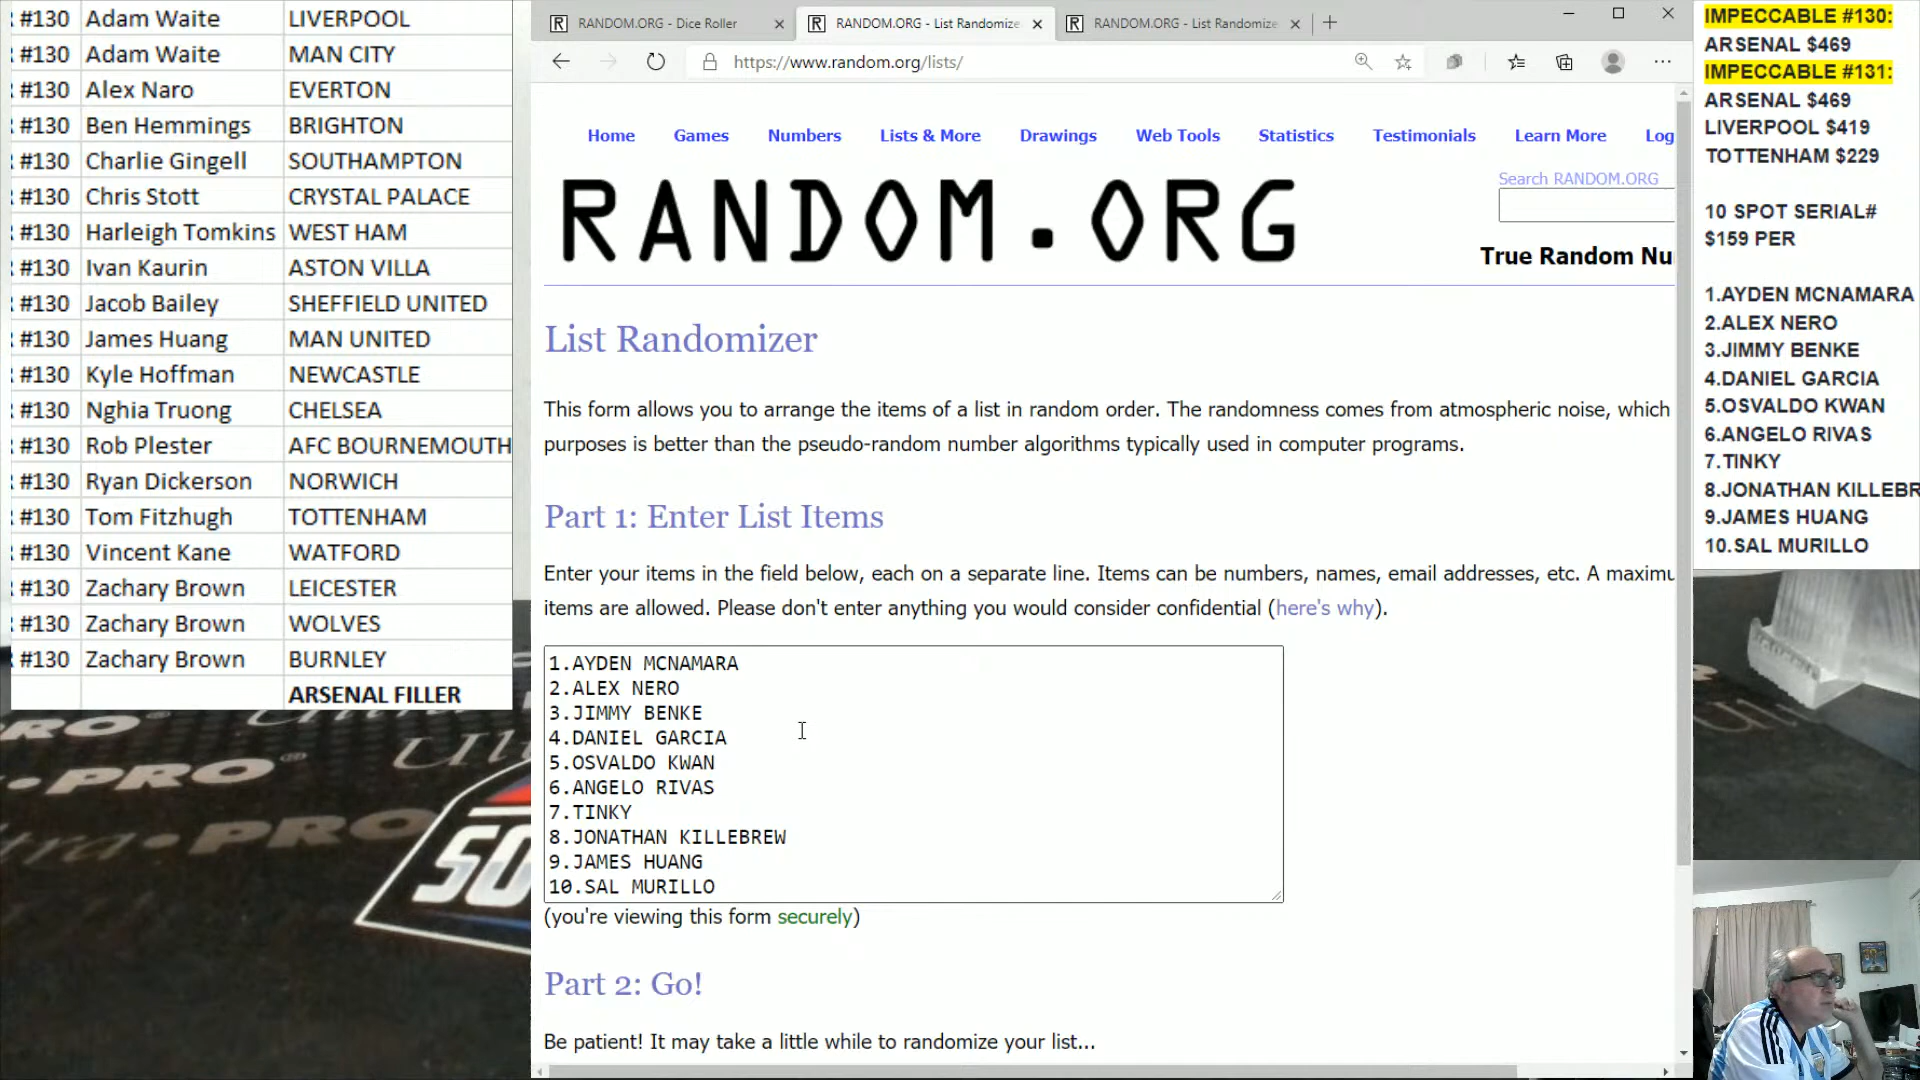 #130 Adam Waite LIVERPOOL
#130 Adam Waite MAN CITY
#130 Alex Naro EVERTON
#130 Ben Hemmings BRIGHTON
#130 Charlie Gingell SOUTHAMPTON
#130 Chris Stott CRYSTAL PALACE
#130 Harleigh Tomkins WEST HAM
#130 Ivan Kaurin ASTON VILLA
#130 Jacob Bailey SHEFFIELD UNITED
#130 James Huang MAN UNITED
#130 Kyle Hoffman NEWCASTLE
#130 Nghia Truong CHELSEA
#130 Rob Plester AFC BOURNEMOUTH
#130 Ryan Dickerson NORWICH
#130 Tom Fitzhugh TOTTENHAM
#130 Vincent Kane WATFORD
#130 Zachary Brown LEICESTER
#130 Zachary Brown WOLVES
#130 Zachary Brown BURNLEY
ARSENAL FILLER
RANDOM.ORG - Dice Roller
RANDOM.ORG - List Randomize
RANDOM.ORG - List Randomize
https://www.random.org/lists/
Home Games Numbers Lists & More Drawings Web Tools Statistics Testimonials Learn More Log
Search RANDOM.ORG
RANDOM.ORG
True Random Nu
List Randomizer
This form allows you to arrange the items of a list in random order. The randomness comes from atmospheric noise, which
purposes is better than the pseudo-random number algorithms typically used in computer programs.
Part 1: Enter List Items
Enter your items in the field below, each on a separate line. Items can be numbers, names, email addresses, etc. A maximu
items are allowed. Please don't enter anything you would consider confidential (here's why).
1.AYDEN MCNAMARA
2.ALEX NERO
3.JIMMY BENKE
4.DANIEL GARCIA
5.OSVALDO KWAN
6.ANGELO RIVAS
7.TINKY
8.JONATHAN KILLEBREW
9.JAMES HUANG
10.SAL MURILLO
(you're viewing this form securely)
Part 2: Go!
Be patient! It may take a little while to randomize your list...
IMPECCABLE #130:
ARSENAL $469
IMPECCABLE #131:
ARSENAL $469
LIVERPOOL $419
TOTTENHAM $229
10 SPOT SERIAL#
$159 PER
1.AYDEN MCNAMARA
2.ALEX NERO
3.JIMMY BENKE
4.DANIEL GARCIA
5.OSVALDO KWAN
6.ANGELO RIVAS
7.TINKY
8.JONATHAN KILLEBR
9.JAMES HUANG
10.SAL MURILLO
PRO
PRO
PRO